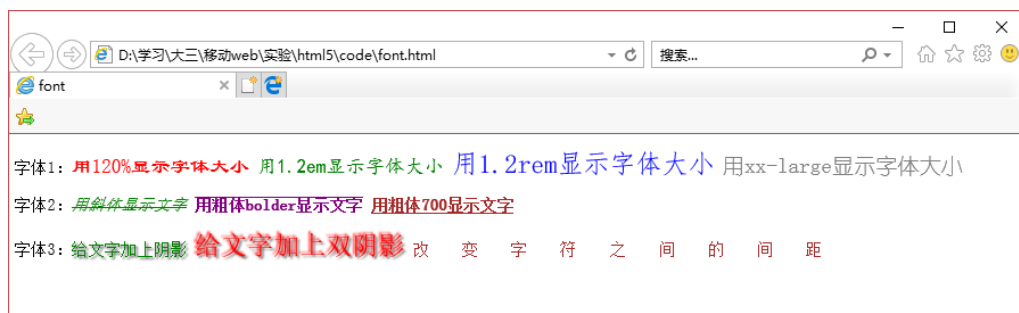 D:\学习\大三\移动web\实验\html5\code\font.html 搜索...
font
字体1：用120%显示字体大小 用1.2em显示字体大小 用1.2rem显示字体大小 用xx-large显示字体大小
字体2：用斜体显示文字 用粗体bolder显示文字 用粗体700显示文字
字体3：给文字加上阴影 给文字加上双阴影 改 变 字 符 之 间 的 间 距